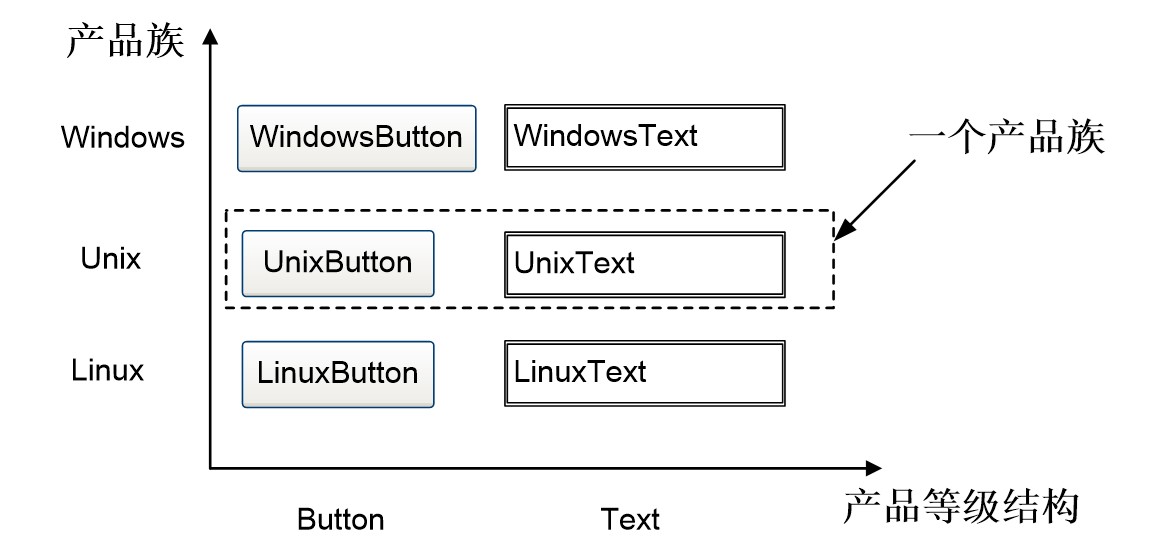 产品族
Windows
WindowsButton
WindowsText
一个产品族
Unix
UnixButton
UnixText
Linux
LinuxButton
LinuxText
产品等级结构
Button
Text